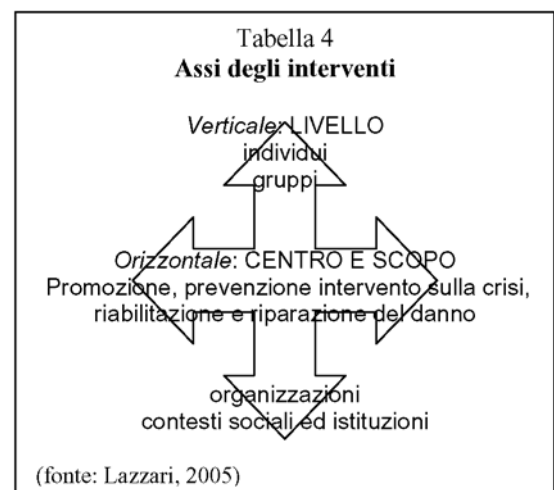 Tabella 4
Assi degli interventi
Verticale: LIVELLO
individui
gruppi
Orizzontale: CENTRO E SCOPO
Promozione, prevenzione intervento sulla crisi,
riabilitazione e riparazione del danno
organizzazioni
contesti sociali ed istituzioni
(fonte: Lazzari, 2005)